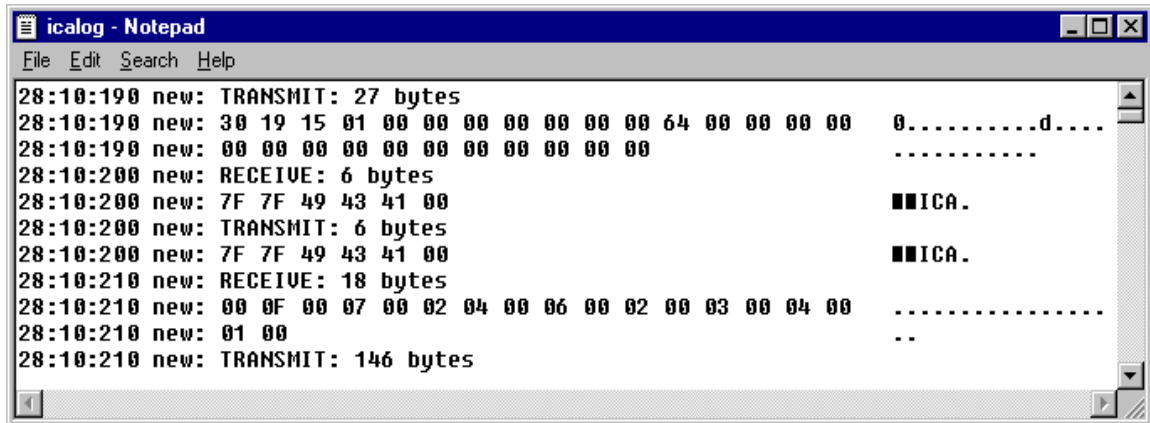 icalog - Notepad
File Edit Search Help
28:10:190 new: TRANSMIT: 27 bytes
28:10:190 new: 30 19 15 01 00 00 00 00 00 00 00 64 00 00 00 00 0..........d....
28:10:190 new: 00 00 00 00 00 00 00 00 00 00 00 ...........
28:10:200 new: RECEIVE: 6 bytes
28:10:200 new: 7F 7F 49 43 41 00 ■■ICA.
28:10:200 new: TRANSMIT: 6 bytes
28:10:200 new: 7F 7F 49 43 41 00 ■■ICA.
28:10:210 new: RECEIVE: 18 bytes
28:10:210 new: 00 0F 00 07 00 02 04 00 06 00 02 00 03 00 04 00 ................
28:10:210 new: 01 00 ..
28:10:210 new: TRANSMIT: 146 bytes